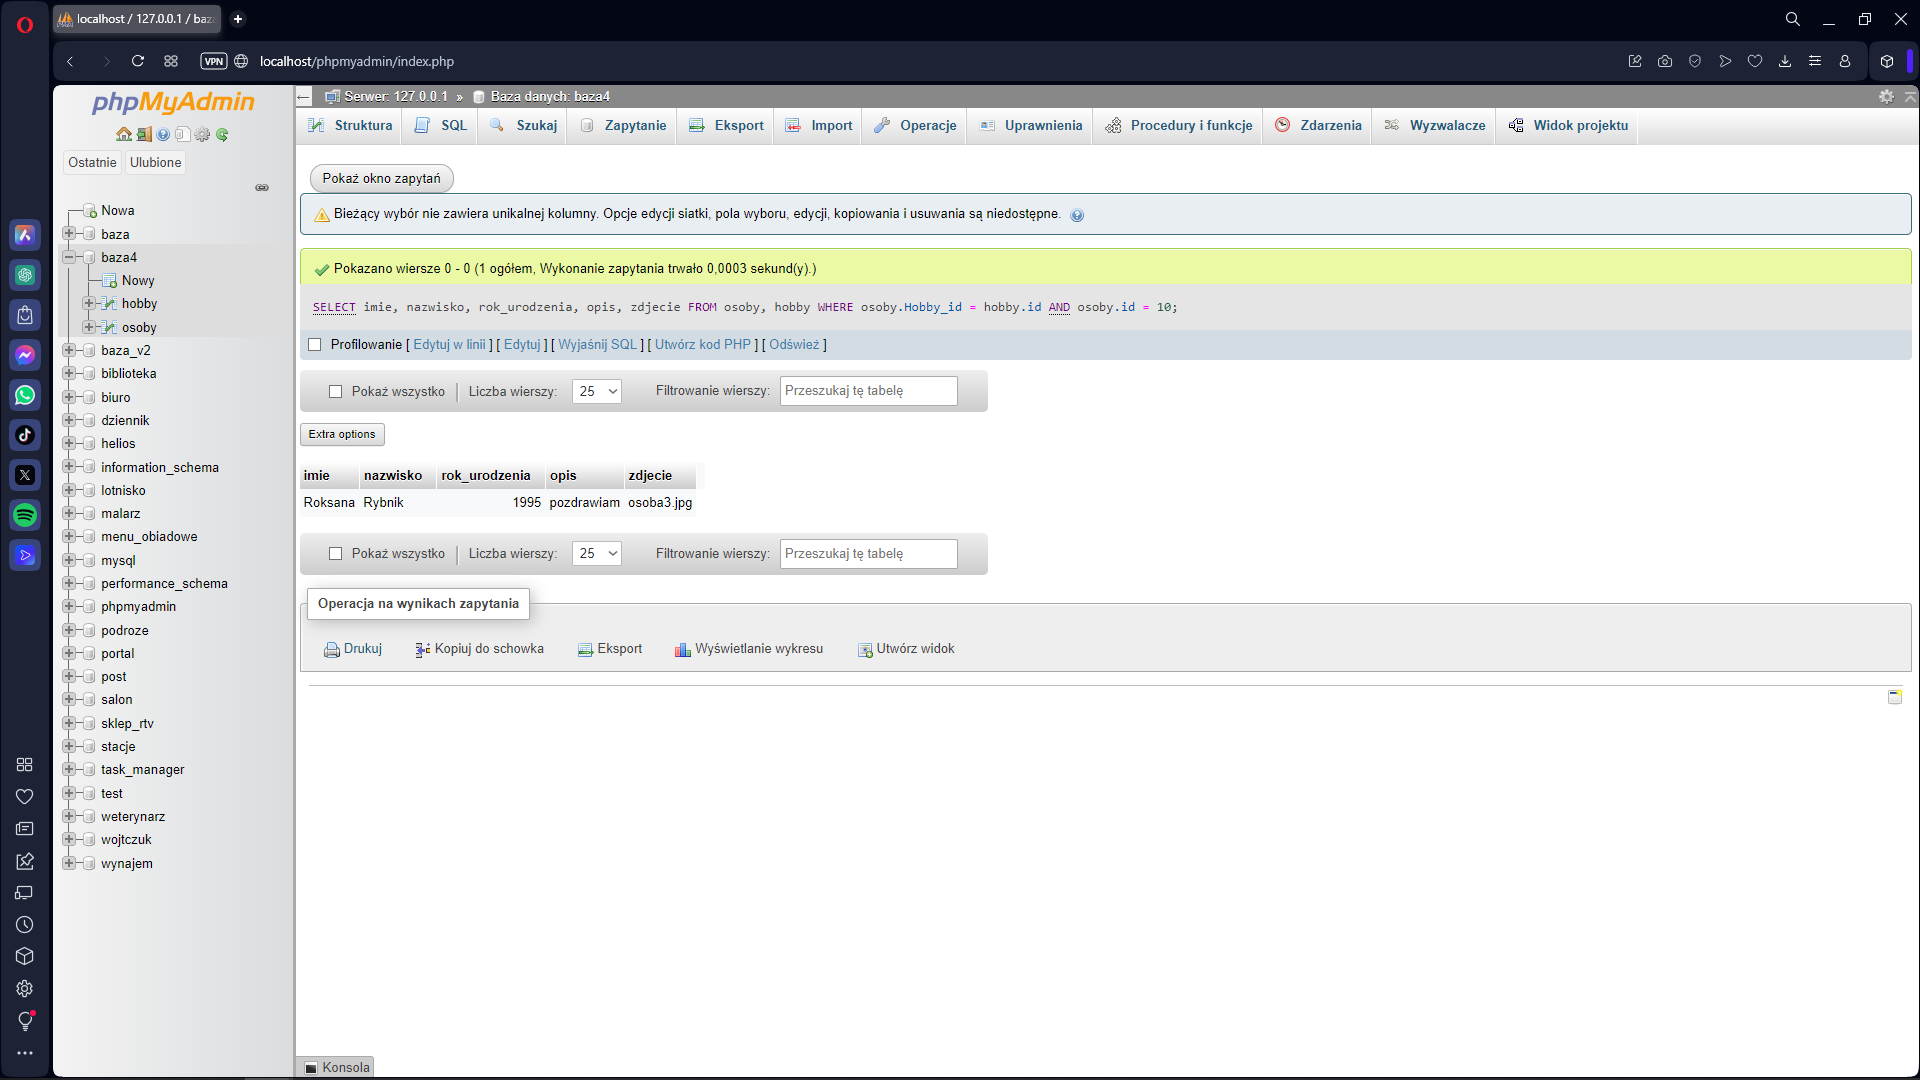 localhost / 127.0.0.1 / baz
VPN
localhost/phpmyadmin/index.php
phpMyAdmin
Ostatnie
Ulubione
Nowa
baza
baza4
Nowy
hobby
osoby
baza_v2
biblioteka
biuro
dziennik
helios
information_schema
lotnisko
malarz
menu_obiadowe
mysql
performance_schema
phpmyadmin
podroze
portal
post
salon
sklep_rtv
stacje
task_manager
test
weterynarz
wojtczuk
wynajem
Serwer: 127.0.0.1 » Baza danych: baza4
Struktura SQL Szukaj Zapytanie Eksport Import Operacje Uprawnienia Procedury i funkcje Zdarzenia Wyzwalacze Widok projektu
Pokaż okno zapytań
Bieżący wybór nie zawiera unikalnej kolumny. Opcje edycji siatki, pola wyboru, edycji, kopiowania i usuwania są niedostępne.
Pokazano wiersze 0 - 0 (1 ogółem, Wykonanie zapytania trwało 0,0003 sekund(y).)
SELECT imie, nazwisko, rok_urodzenia, opis, zdjecie FROM osoby, hobby WHERE osoby.Hobby_id = hobby.id AND osoby.id = 10;
Profilowanie [ Edytuj w linii ] [ Edytuj ] [ Wyjaśnij SQL ] [ Utwórz kod PHP ] [ Odśwież ]
Pokaż wszystko Liczba wierszy: 25 Filtrowanie wierszy: Przeszukaj tę tabelę
Extra options
imie nazwisko rok_urodzenia opis zdjecie
Roksana Rybnik 1995 pozdrawiam osoba3.jpg
Pokaż wszystko Liczba wierszy: 25 Filtrowanie wierszy: Przeszukaj tę tabelę
Operacja na wynikach zapytania
Drukuj Kopiuj do schowka Eksport Wyświetlanie wykresu Utwórz widok
Konsola